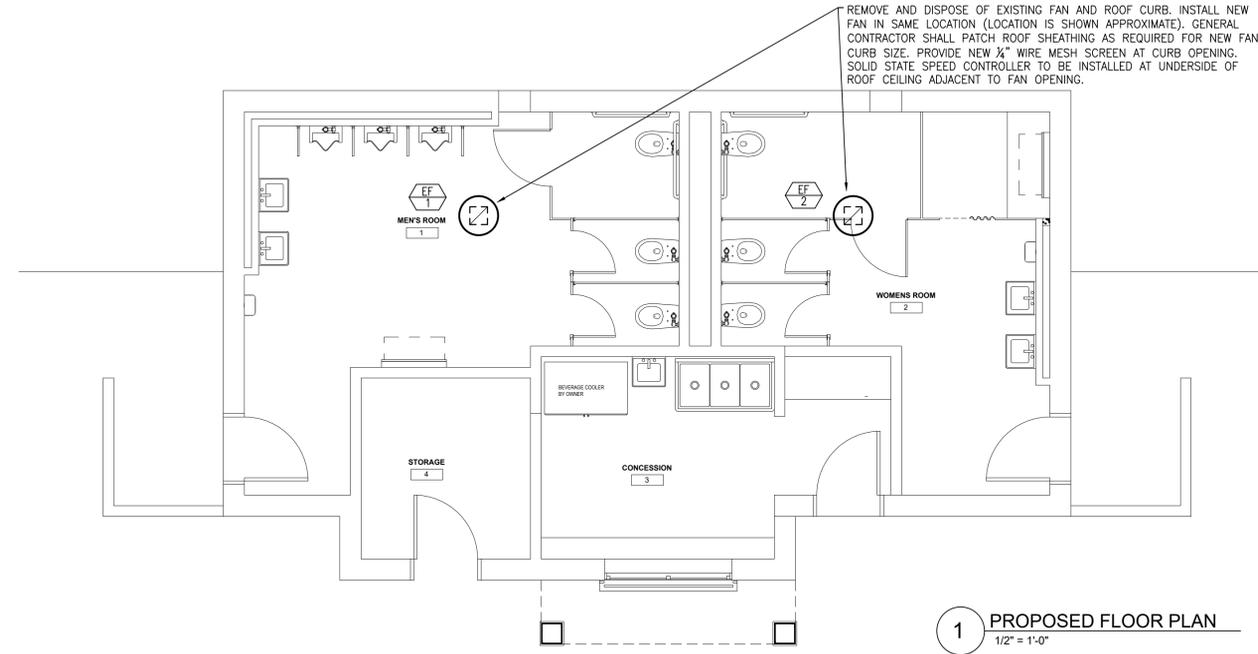 REMOVE AND DISPOSE OF EXISTING FAN AND ROOF CURB. INSTALL NEW
FAN IN SAME LOCATION (LOCATION IS SHOWN APPROXIMATE). GENERAL
CONTRACTOR SHALL PATCH ROOF SHEATHING AS REQUIRED FOR NEW FAN
CURB SIZE. PROVIDE NEW ¼" WIRE MESH SCREEN AT CURB OPENING.
SOLID STATE SPEED CONTROLLER TO BE INSTALLED AT UNDERSIDE OF
ROOF CEILING ADJACENT TO FAN OPENING.
EF
1
MEN'S ROOM
1
EF
2
WOMENS ROOM
2
BEVERAGE COOLER
BY OWNER
STORAGE
4
CONCESSION
3
1
PROPOSED FLOOR PLAN
1/2" = 1'-0"